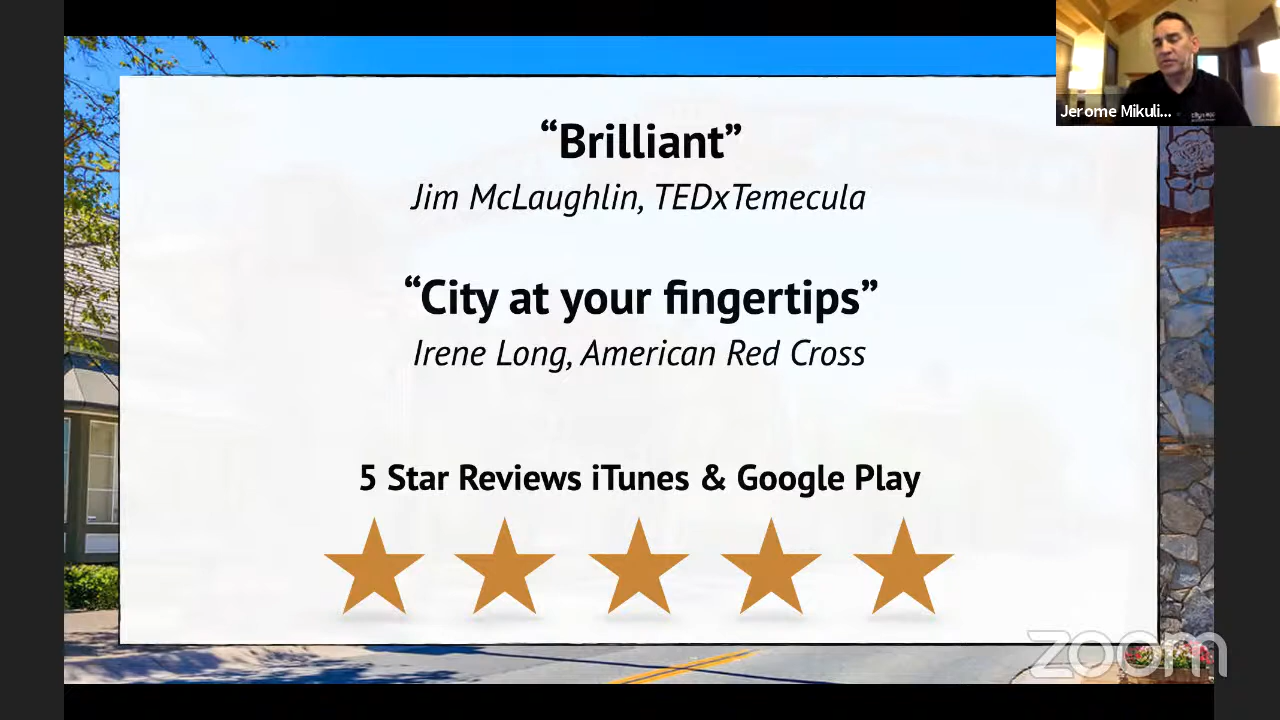 Jerome Mikuli...
“Brilliant”
Jim McLaughlin, TEDxTemecula
“City at your fingertips”
Irene Long, American Red Cross
5 Star Reviews iTunes & Google Play
zoom